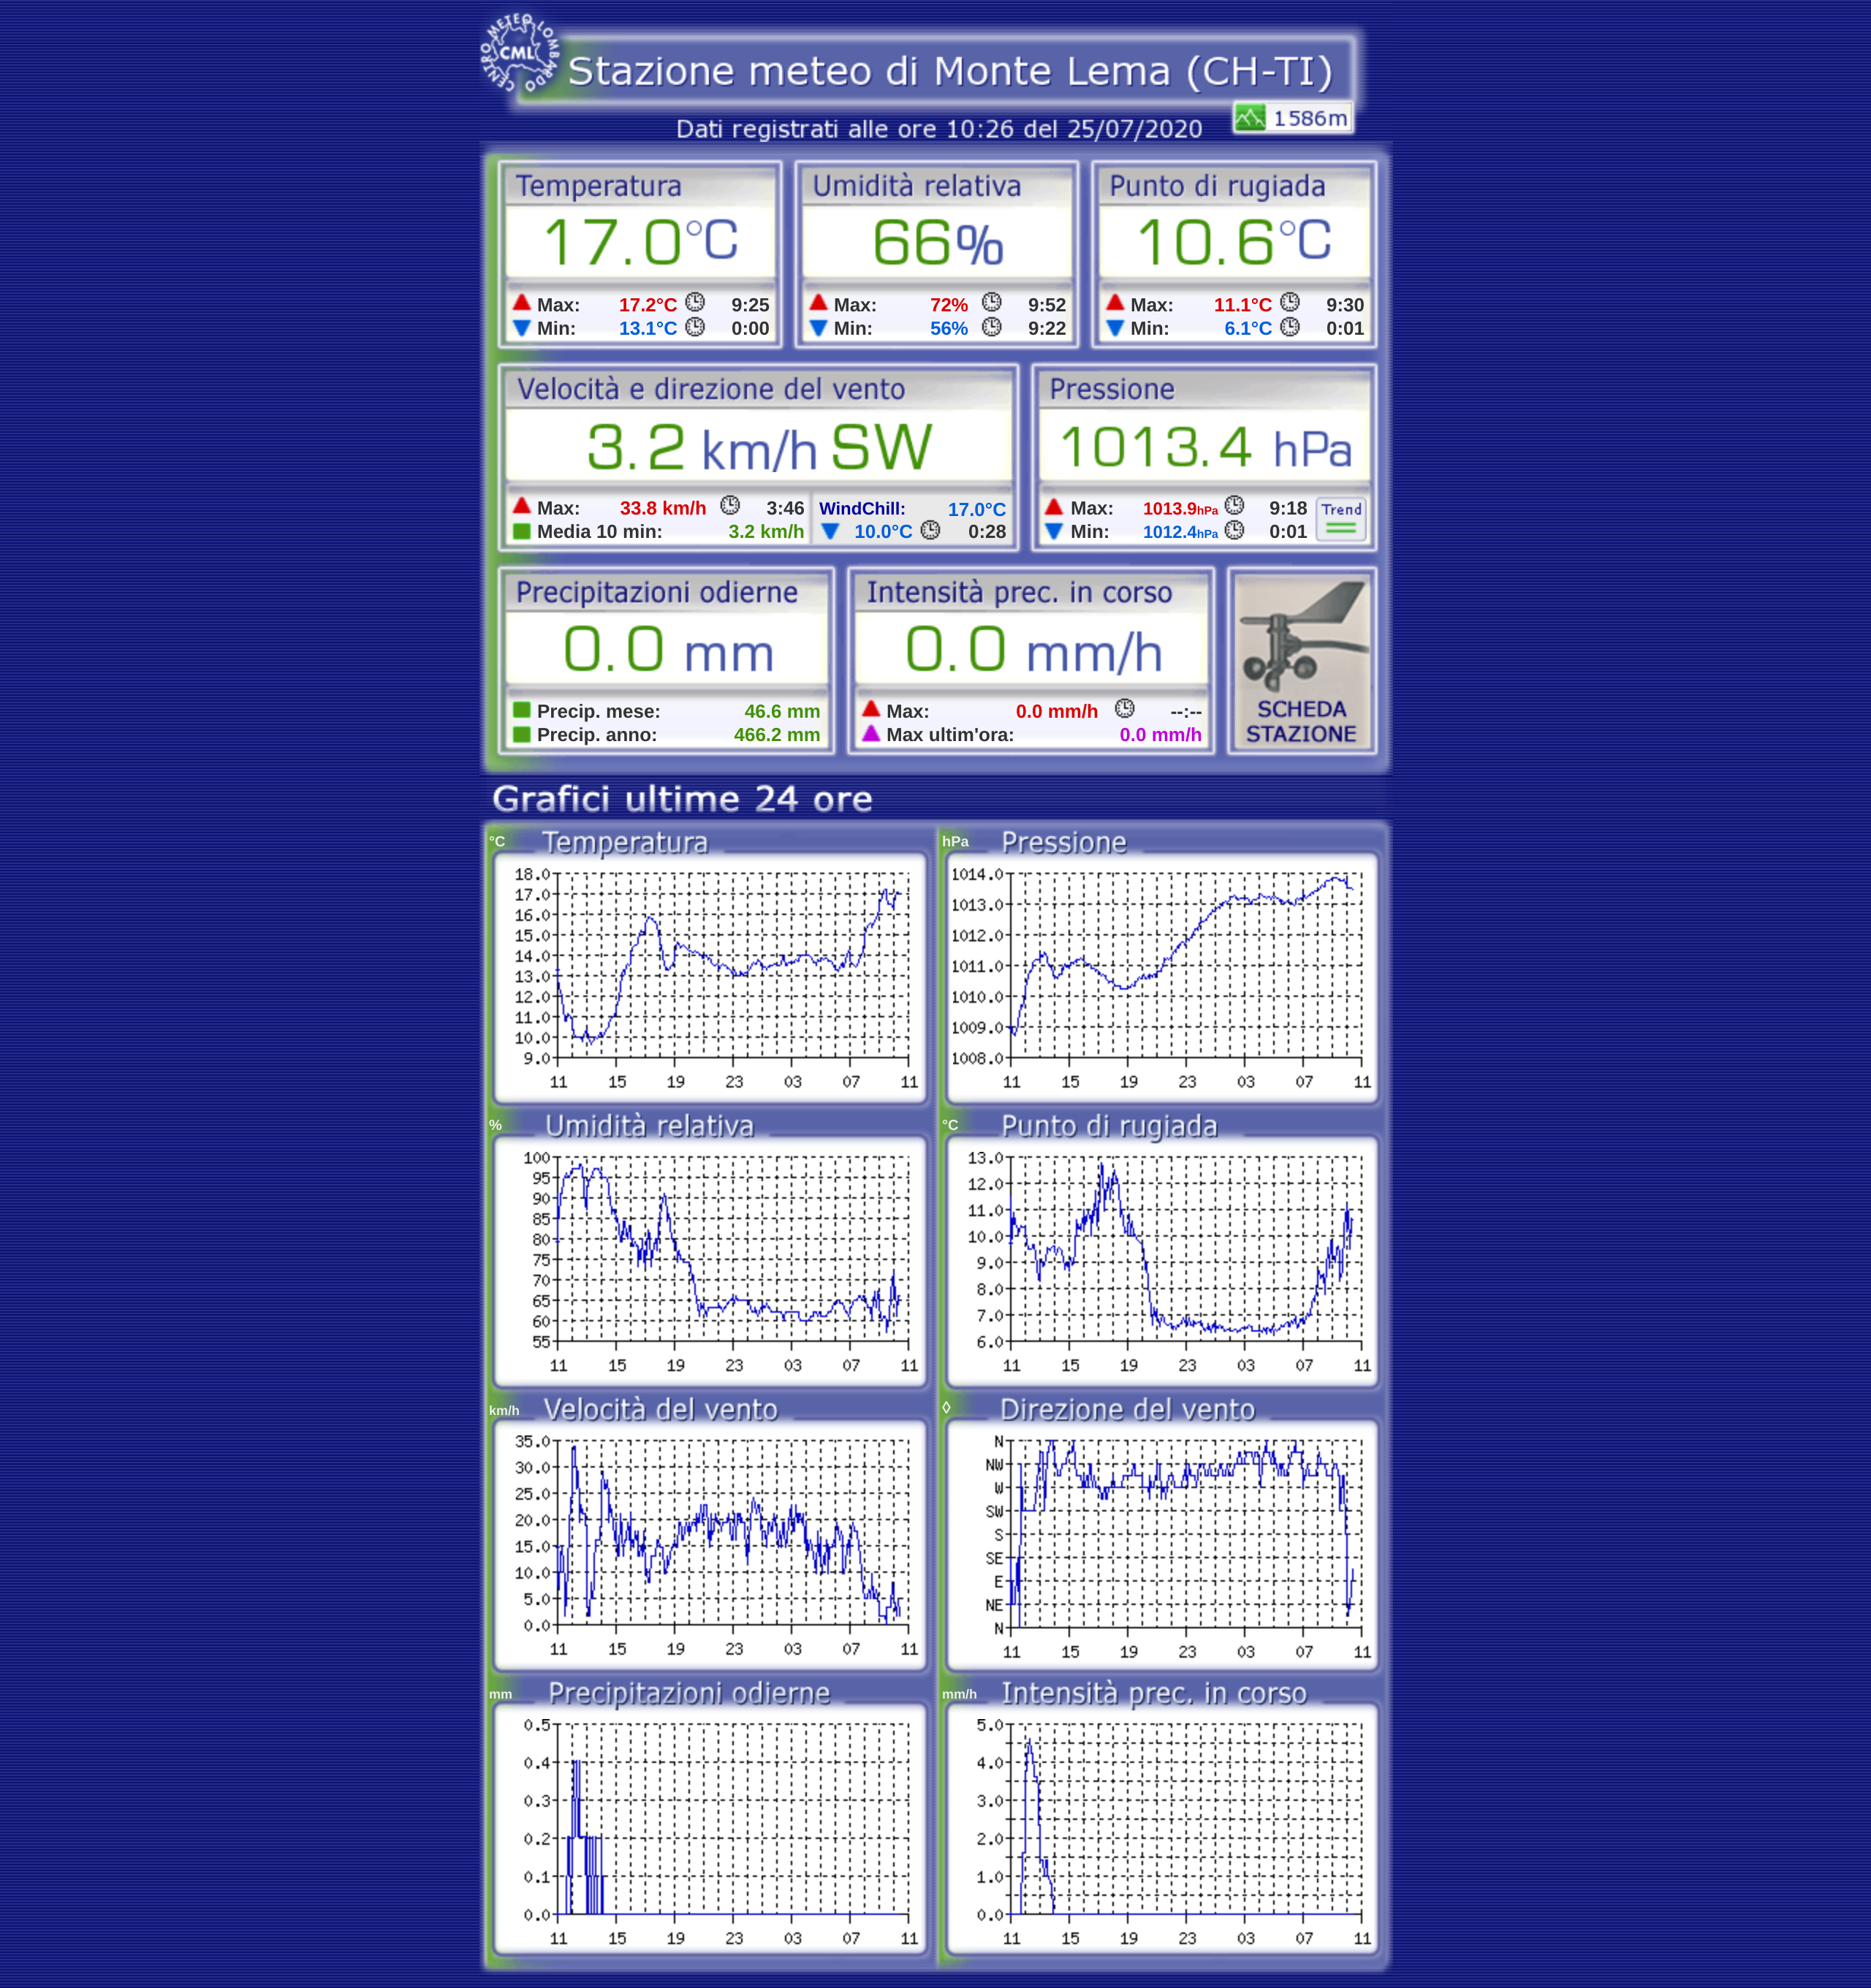 CENTRO METEO LOMBARDO
CML
Stazione meteo di Monte Lema (CH-TI)
1586m
Dati registrati alle ore 10:26 del 25/07/2020
Temperatura
17.0°C
Max: 17.2°C 9:25
Min: 13.1°C 0:00
Umidità relativa
66%
Max: 72% 9:52
Min: 56% 9:22
Punto di rugiada
10.6°C
Max: 11.1°C 9:30
Min: 6.1°C 0:01
Velocità e direzione del vento
3.2 km/h SW
Max: 33.8 km/h 3:46
Media 10 min: 3.2 km/h
WindChill: 17.0°C
10.0°C 0:28
Pressione
1013.4 hPa
Max: 1013.9hPa 9:18
Min: 1012.4hPa 0:01
Trend
Precipitazioni odierne
0.0 mm
Precip. mese: 46.6 mm
Precip. anno: 466.2 mm
Intensità prec. in corso
0.0 mm/h
Max: 0.0 mm/h --:--
Max ultim'ora: 0.0 mm/h
SCHEDA
STAZIONE
Grafici ultime 24 ore
°C Temperatura
18.0
17.0
16.0
15.0
14.0
13.0
12.0
11.0
10.0
9.0
11 15 19 23 03 07 11
hPa Pressione
1014.0
1013.0
1012.0
1011.0
1010.0
1009.0
1008.0
11 15 19 23 03 07 11
% Umidità relativa
100
95
90
85
80
75
70
65
60
55
11 15 19 23 03 07 11
°C Punto di rugiada
13.0
12.0
11.0
10.0
9.0
8.0
7.0
6.0
11 15 19 23 03 07 11
km/h Velocità del vento
35.0
30.0
25.0
20.0
15.0
10.0
5.0
0.0
11 15 19 23 03 07 11
◊ Direzione del vento
N
NW
W
SW
S
SE
E
NE
N
11 15 19 23 03 07 11
mm Precipitazioni odierne
0.5
0.4
0.3
0.2
0.1
0.0
11 15 19 23 03 07 11
mm/h Intensità prec. in corso
5.0
4.0
3.0
2.0
1.0
0.0
11 15 19 23 03 07 11